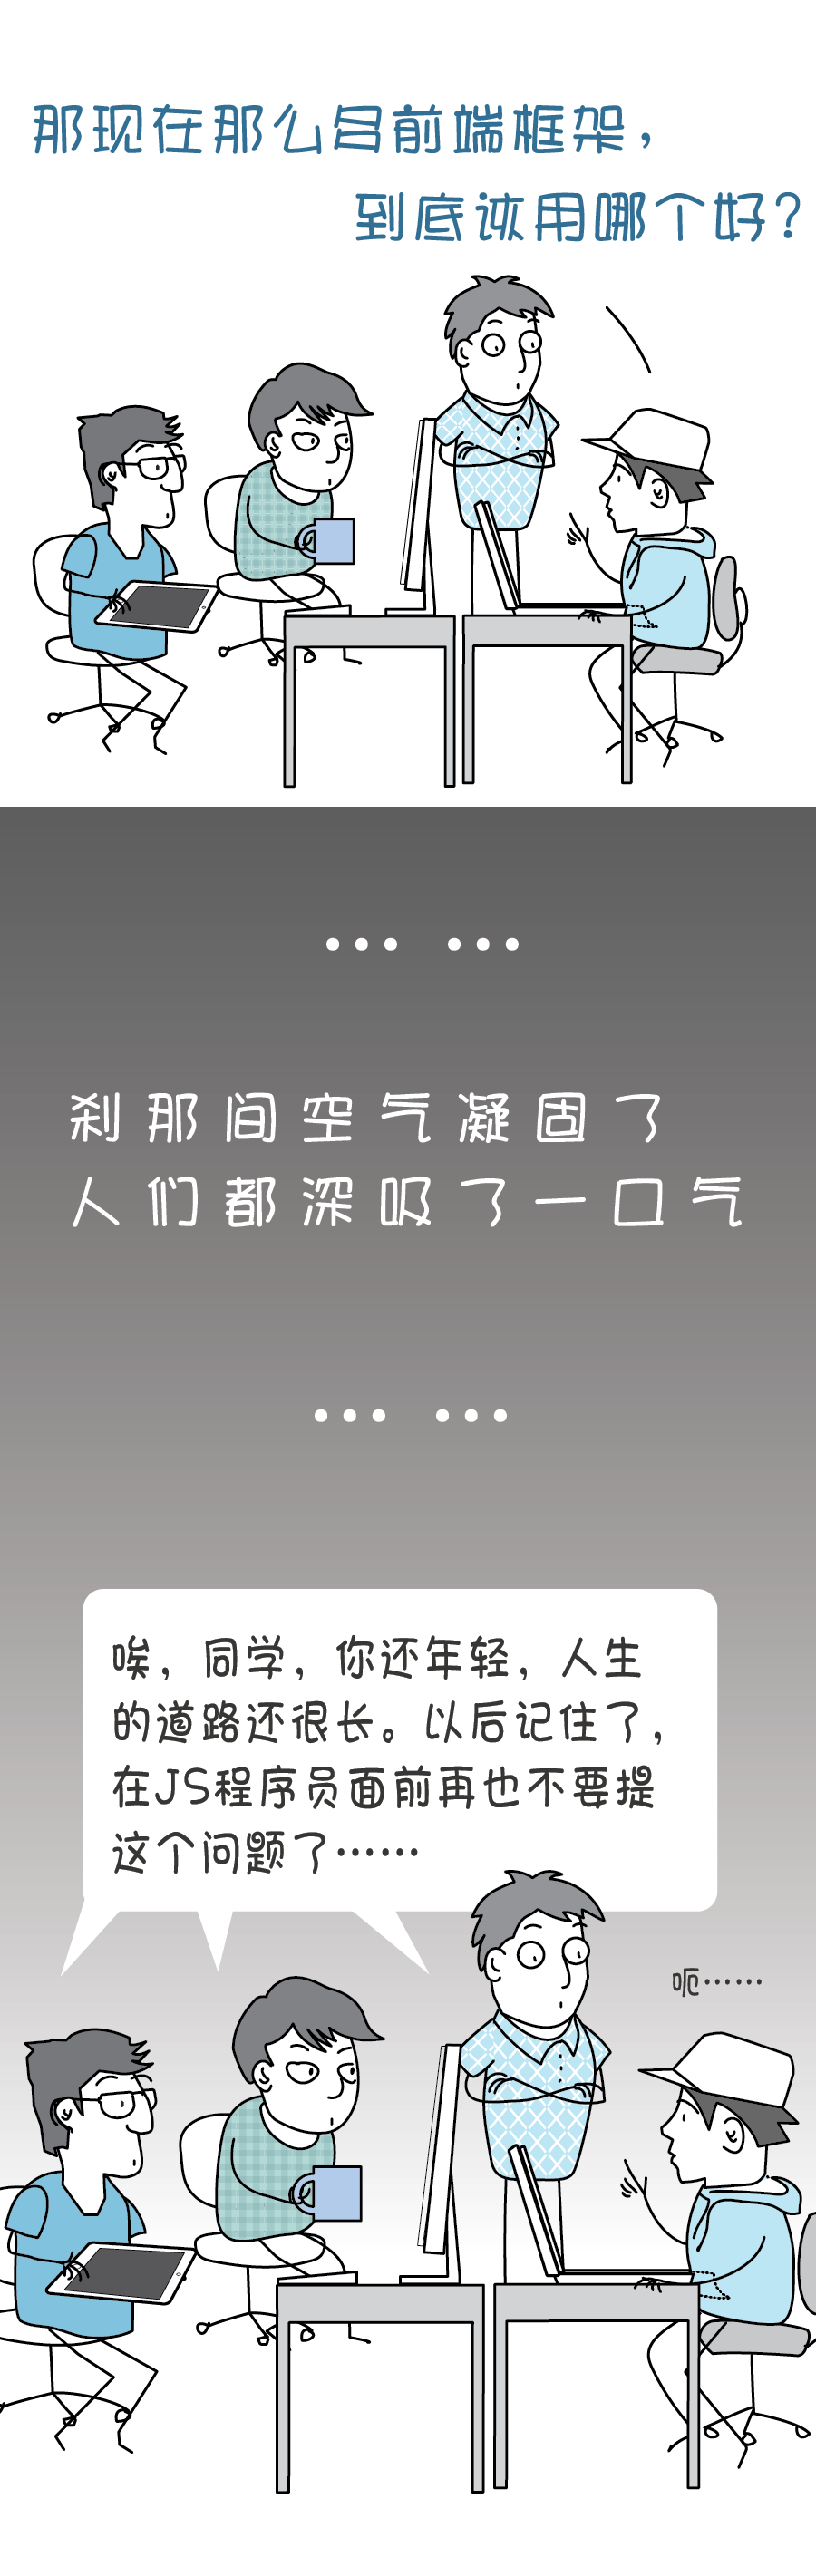 那现在那么多前端框架，
到底该用哪个好？
…… 
刹那间空气凝固了
人们都深吸了一口气
……
唉，同学，你还年轻，人生
的道路还很长。以后记住了，
在JS程序员面前再也不要提
这个问题了……
呃……